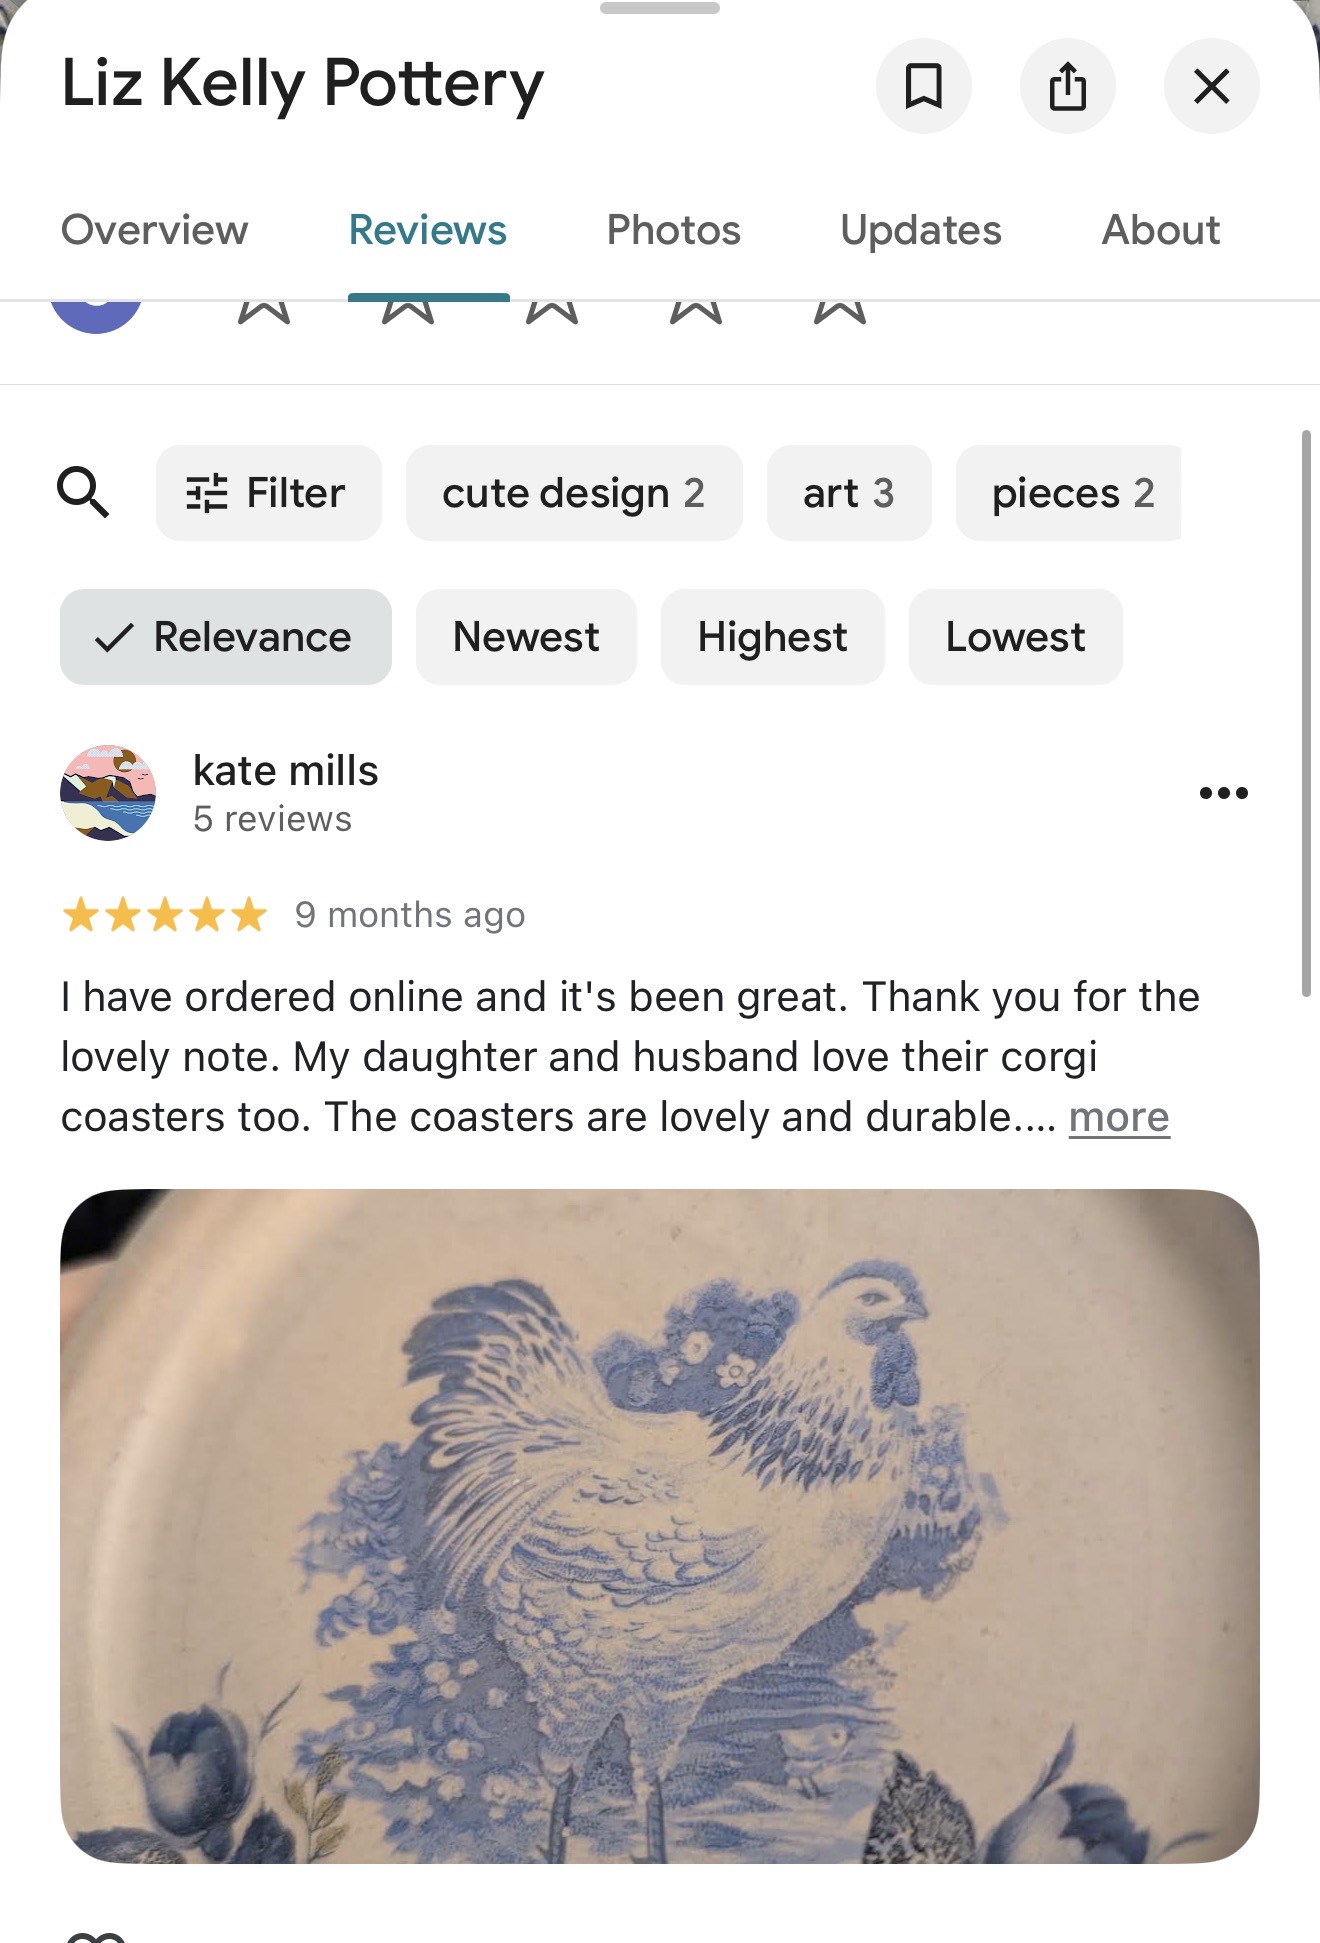 Liz Kelly Pottery
Overview Reviews Photos Updates About
Filter cute design 2 art 3 pieces 2
Relevance Newest Highest Lowest
kate mills
5 reviews
9 months ago
I have ordered online and it's been great. Thank you for the
lovely note. My daughter and husband love their corgi
coasters too. The coasters are lovely and durable.... more